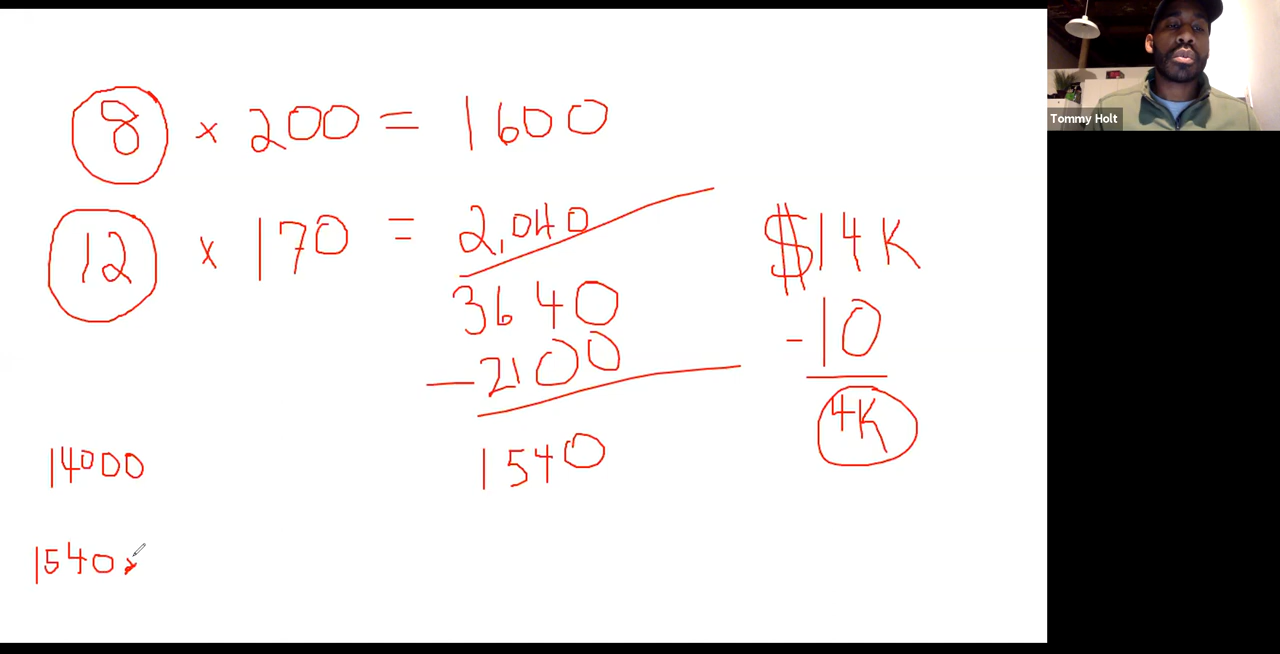 8 × 200 = 1600
12 × 170 = 2,040
3640
- 2100
1540
$14K
- 10
4K
14000
1540 x
Tommy Holt